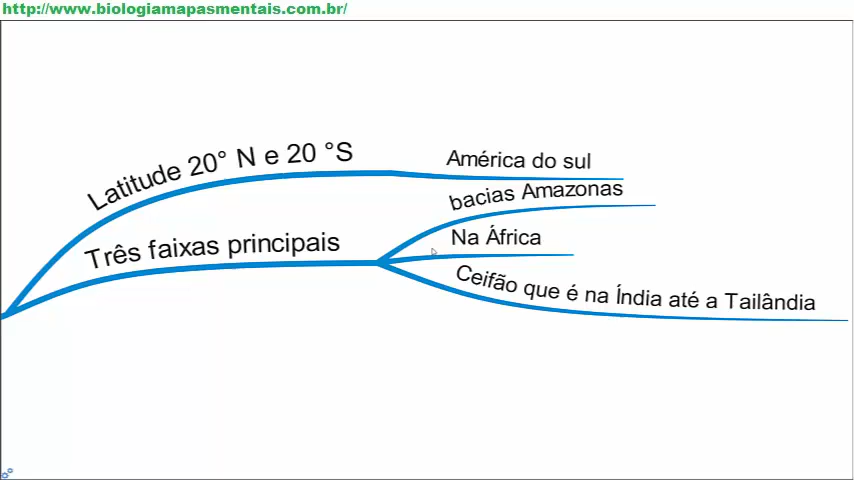 http://www.biologiamapasmentais.com.br/
Latitude 20° N e 20 °S
América do sul
Três faixas principais
bacias Amazonas
Na África
Ceifão que é na Índia até a Tailândia